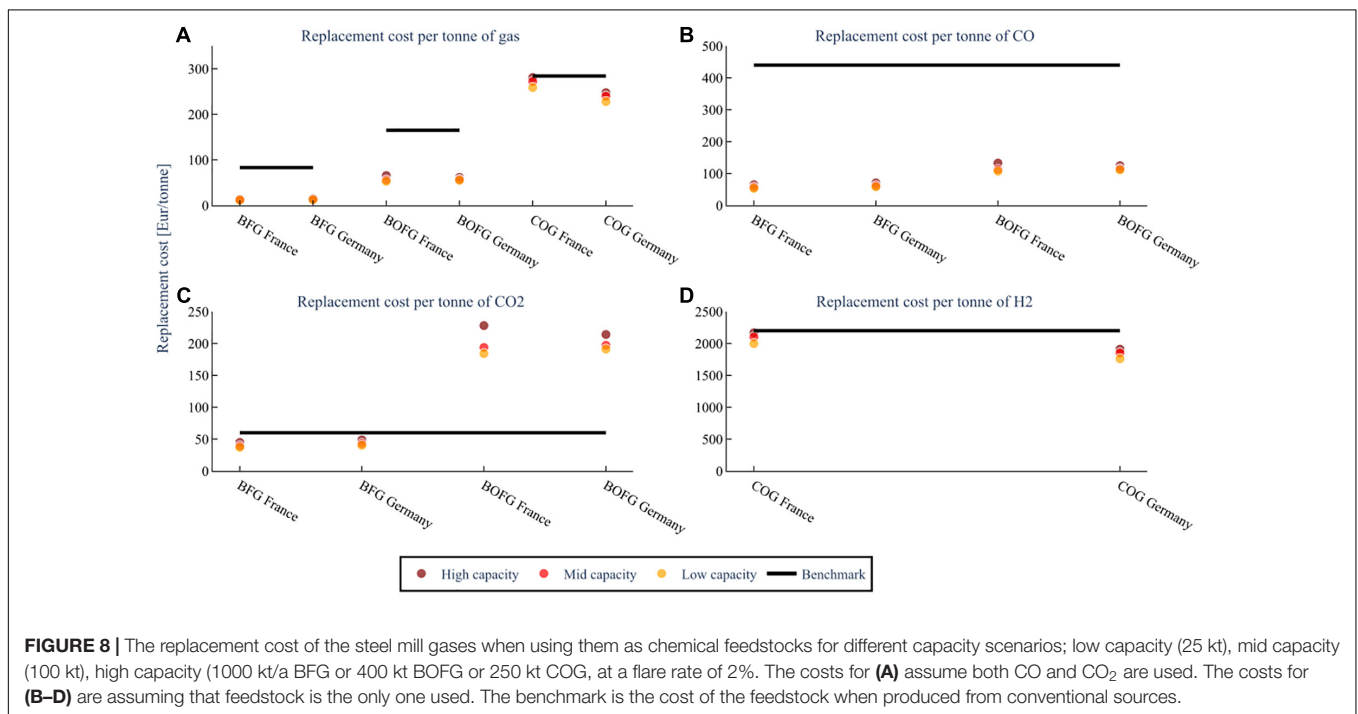 A
Replacement cost per tonne of gas
300
200
100
0
BFG France
BFG Germany
BOFG France
BOFG Germany
COG France
COG Germany
B
Replacement cost per tonne of CO
500
400
300
200
100
0
BFG France
BFG Germany
BOFG France
BOFG Germany
Replacement cost [Eur/tonne]
C
Replacement cost per tonne of CO2
250
200
150
100
50
0
BFG France
BFG Germany
BOFG France
BOFG Germany
D
Replacement cost per tonne of H2
2500
2000
1500
1000
500
0
COG France
COG Germany
High capacity Mid capacity Low capacity Benchmark
FIGURE 8 | The replacement cost of the steel mill gases when using them as chemical feedstocks for different capacity scenarios; low capacity (25 kt), mid capacity
(100 kt), high capacity (1000 kt/a BFG or 400 kt BOFG or 250 kt COG, at a flare rate of 2%. The costs for (A) assume both CO and CO₂ are used. The costs for
(B–D) are assuming that feedstock is the only one used. The benchmark is the cost of the feedstock when produced from conventional sources.